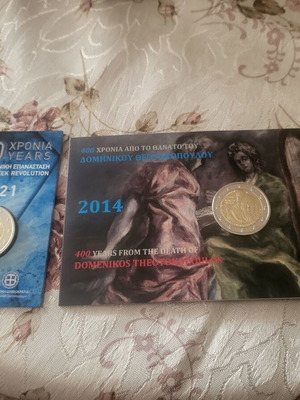 ΧΡΟΝΙΑ
YEARS
ΕΠΑΝΑΣΤΑΣΗ
REVOLUTION
21
400 ΧΡΟΝΙΑ ΑΠΟ ΤΟ ΘΑΝΑΤΟ ΤΟΥ
ΔΟΜΗΝΙΚΟΥ ΘΕΟΤΟΚΟΠΟΥΛΟΥ
2014
400 YEARS FROM THE DEATH OF
DOMENIKOS THEOTOKOPOULOS